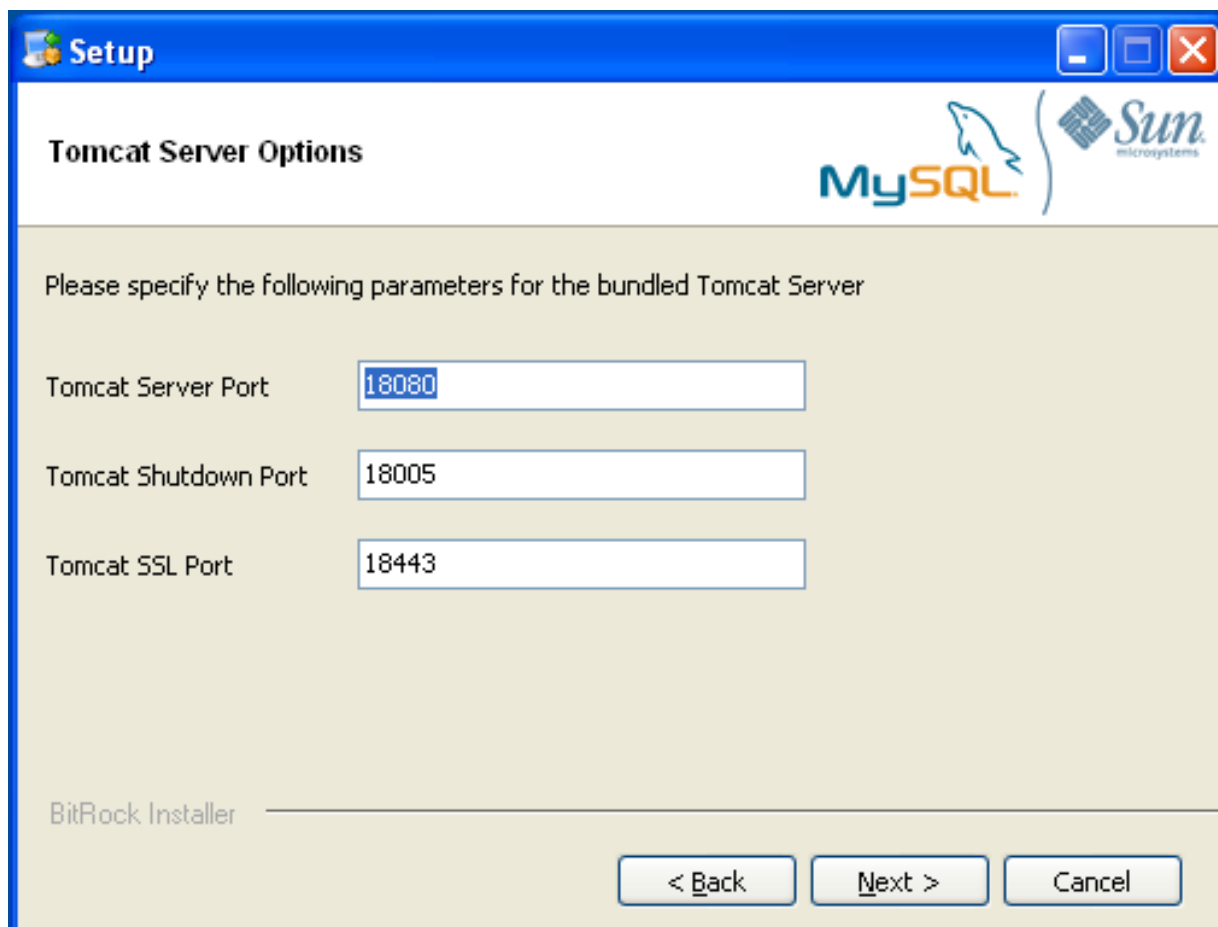 Setup
Tomcat Server Options
MySQL
Sun
microsystems
Please specify the following parameters for the bundled Tomcat Server
Tomcat Server Port 18080
Tomcat Shutdown Port 18005
Tomcat SSL Port 18443
BitRock Installer
< Back Next > Cancel